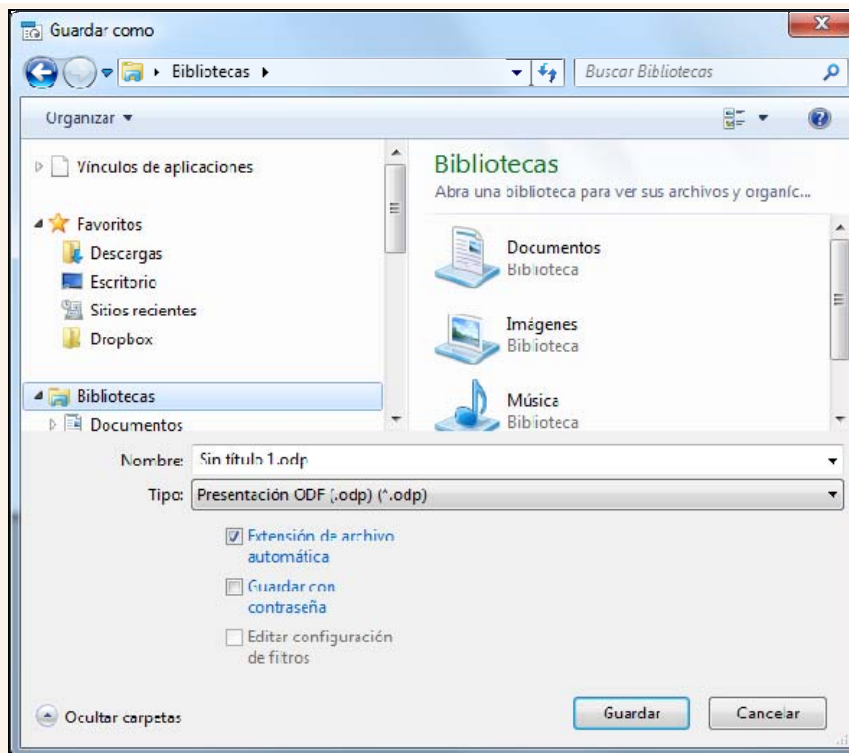 Guardar como
Bibliotecas
Buscar Bibliotecas
Organizar
Vínculos de aplicaciones
Favoritos
Descargas
Escritorio
Sitios recientes
Dropbox
Bibliotecas
Documentos
Bibliotecas
Abra una biblioteca para ver sus archivos y organíc...
Documentos
Biblioteca
Imágenes
Biblioteca
Música
Biblioteca
Nombre: Sin título 1.odp
Tipo: Presentación ODF (.odp) (*.odp)
Extensión de archivo
automática
Guardar con
contraseña
Editar configuración
de filtros
Ocultar carpetas
Guardar
Cancelar